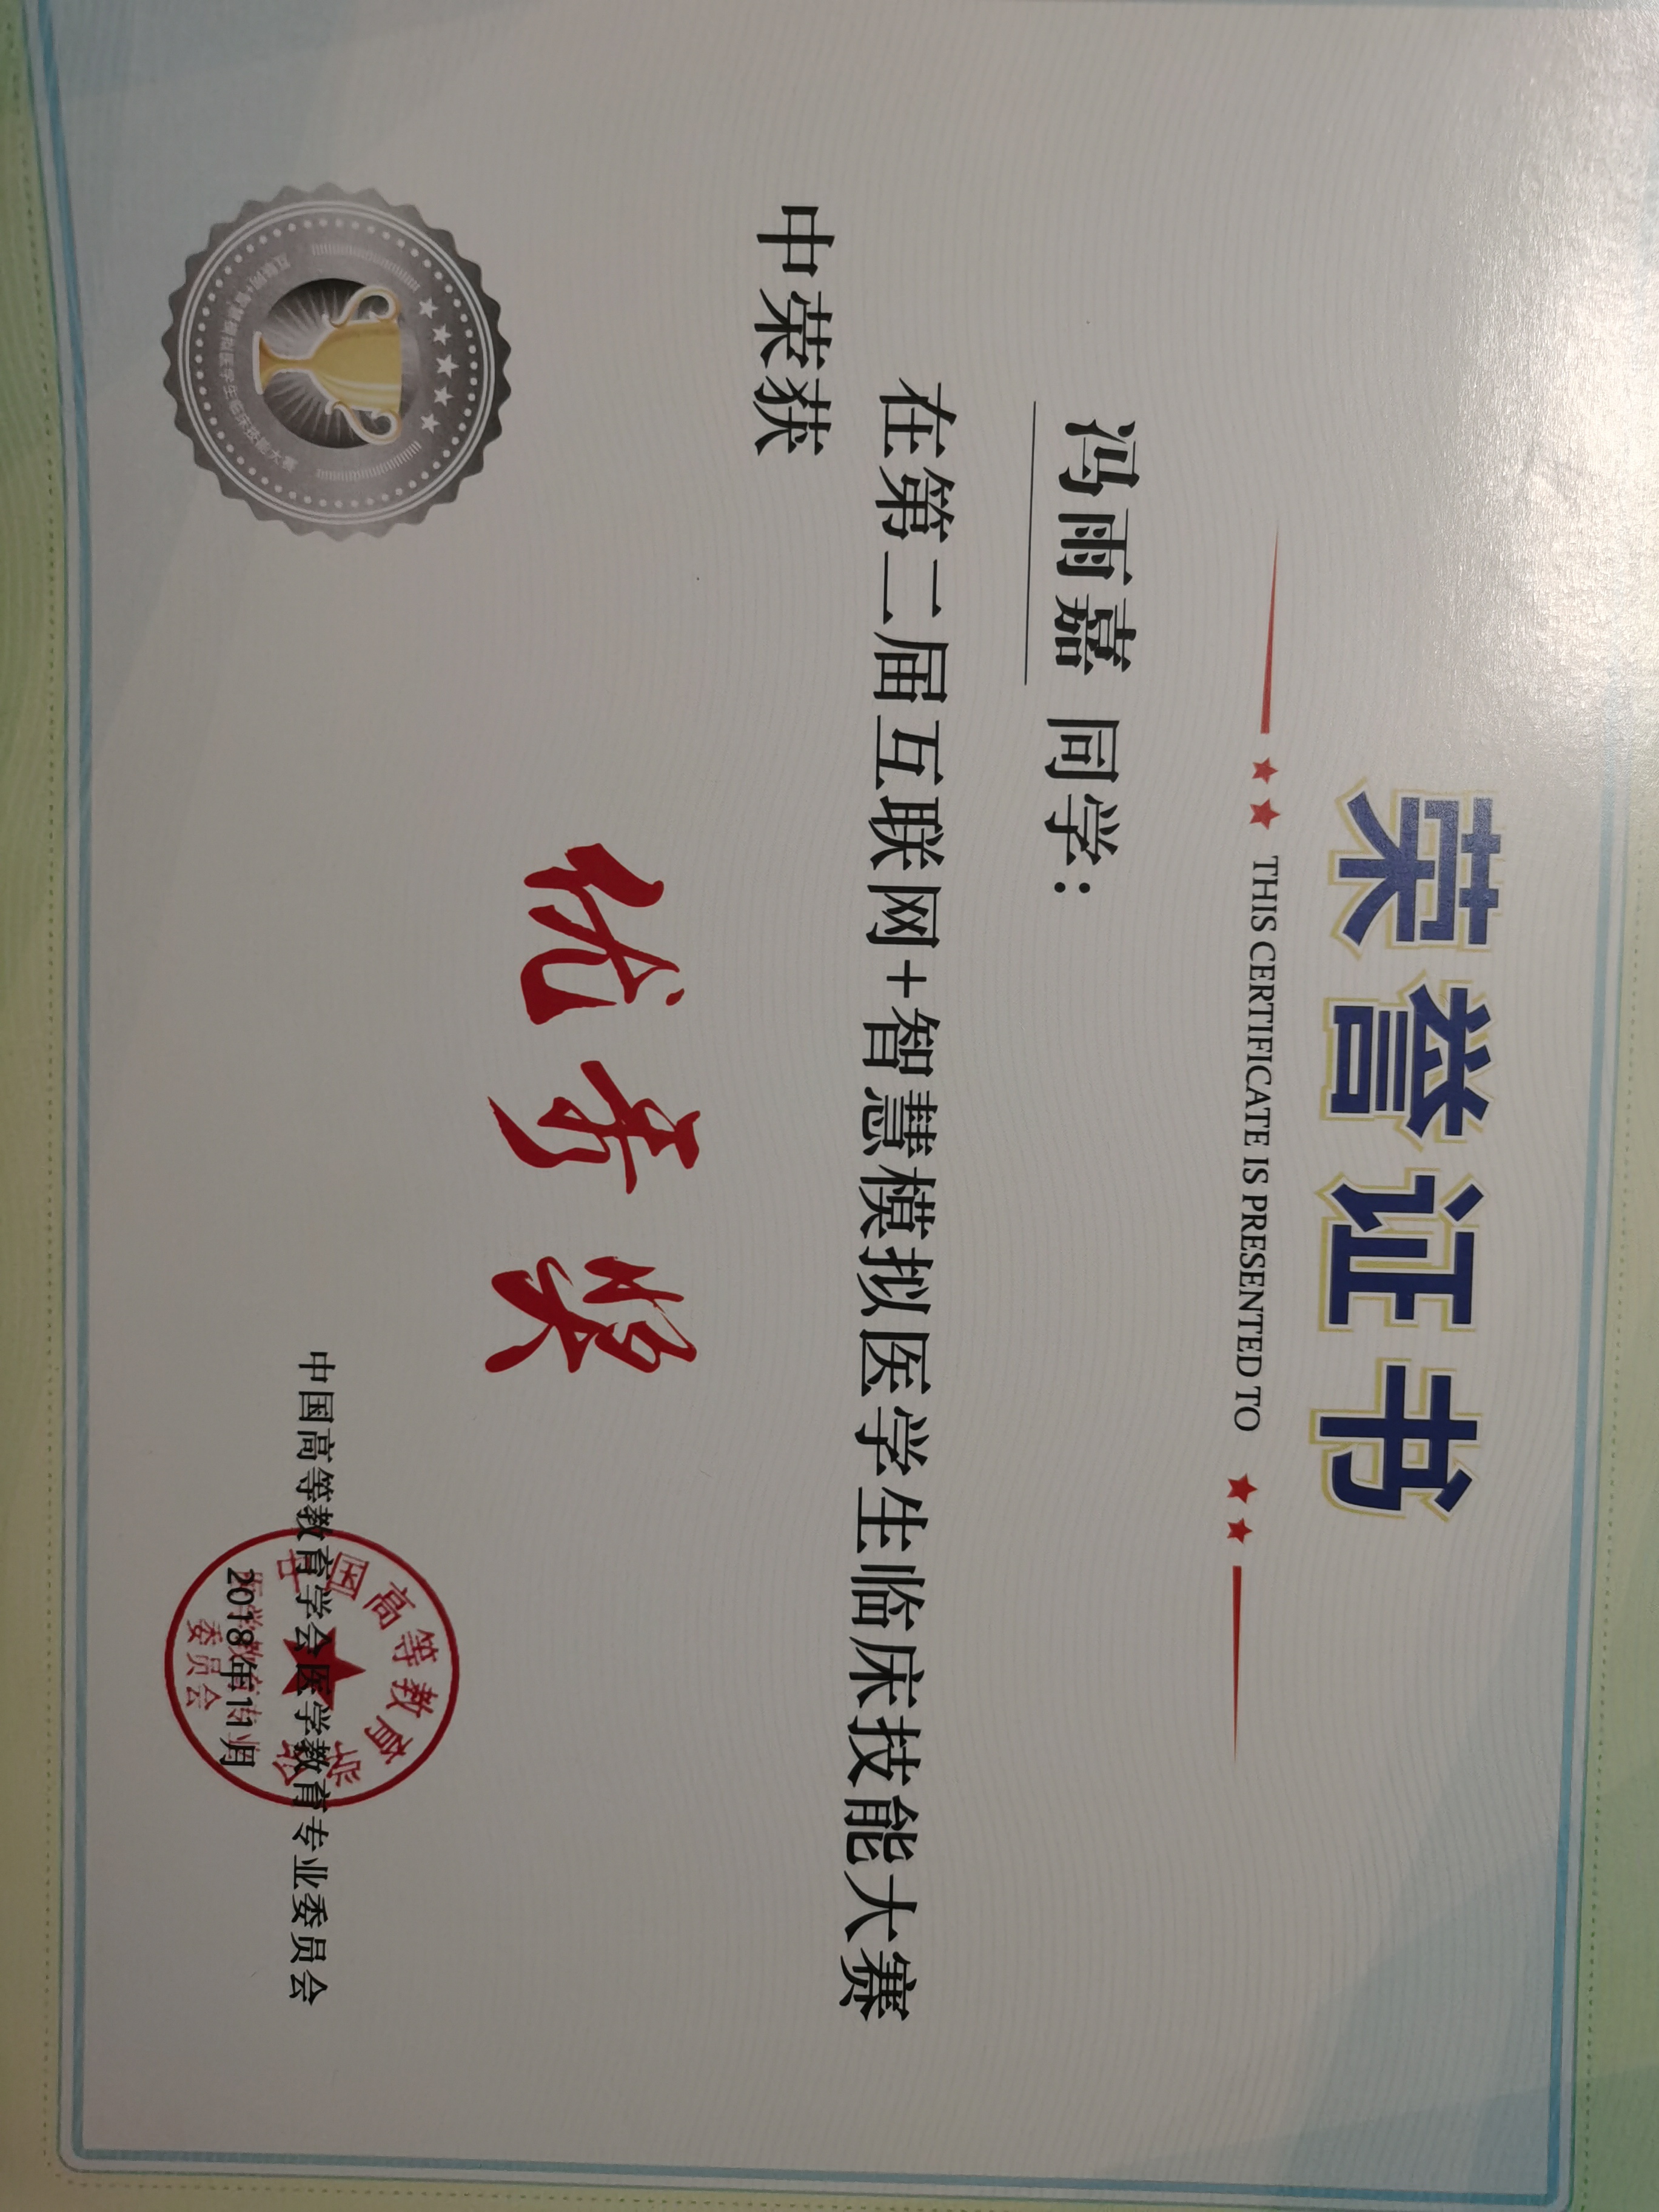 荣誉证书
THIS CERTIFICATE IS PRESENTED TO
冯雨嘉 同学：
在第二届互联网+智慧模拟医学生临床技能大赛
中荣获
优秀奖
互联网+智慧模拟医学生临床技能大赛
中国高等教育学会
中国高等教育学会医学教育专业委员会
医学教育专业
2018年11月
委员会